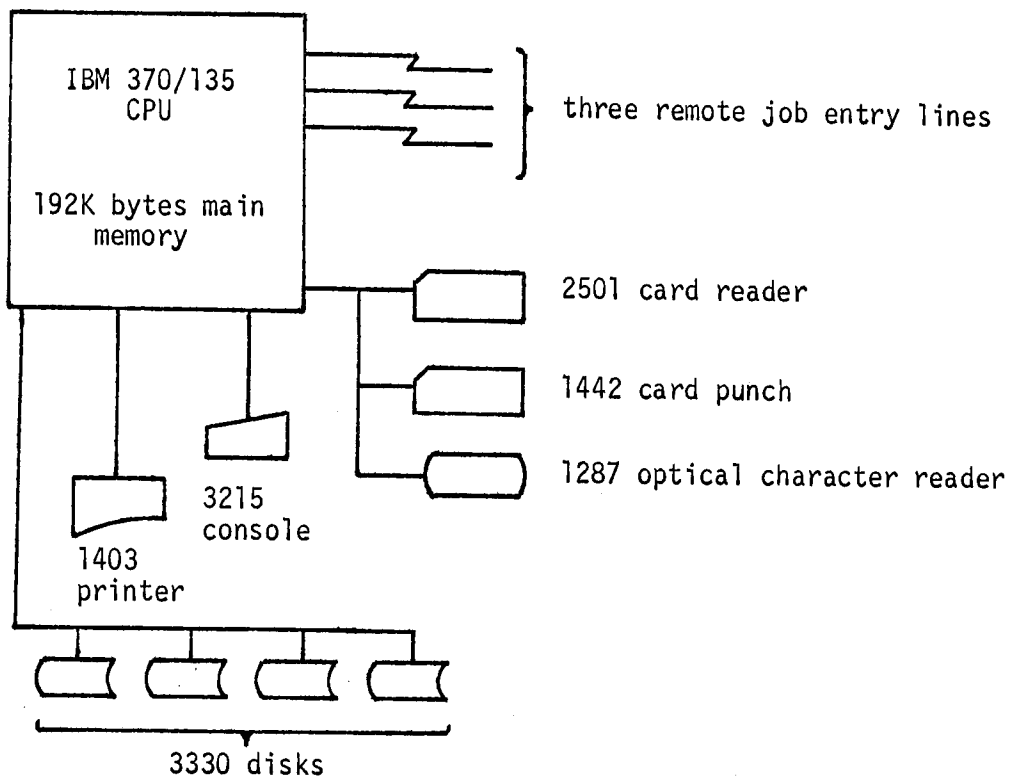 IBM 370/135
CPU
192K bytes main
memory
three remote job entry lines
2501 card reader
1442 card punch
1287 optical character reader
3215
console
1403
printer
3330 disks